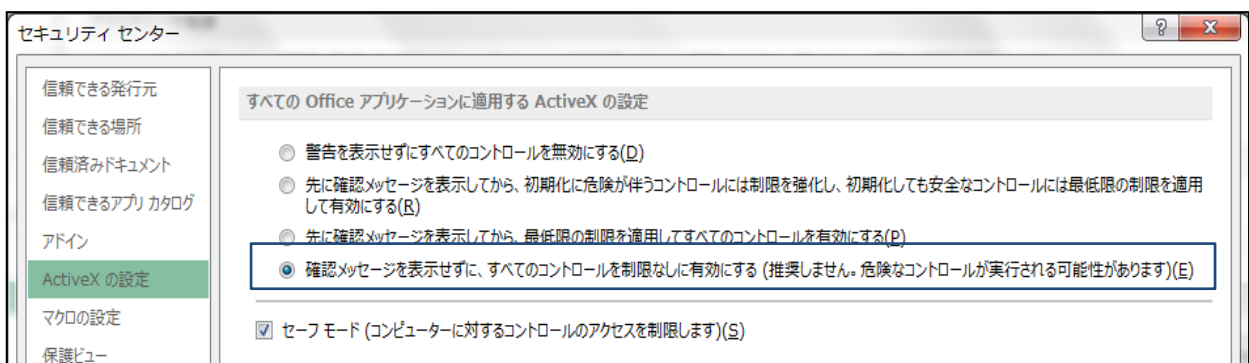 セキュリティ センター
信頼できる発行元
信頼できる場所
信頼済みドキュメント
信頼できるアプリ カタログ
アドイン
ActiveX の設定
マクロの設定
保護ビュー
すべての Office アプリケーションに適用する ActiveX の設定
警告を表示せずにすべてのコントロールを無効にする(D)
先に確認メッセージを表示してから、初期化に危険が伴うコントロールには制限を強化し、初期化しても安全なコントロールには最低限の制限を適用
して有効にする(R)
先に確認メッセージを表示してから、最低限の制限を適用してすべてのコントロールを有効にする(P)
確認メッセージを表示せずに、すべてのコントロールを制限なしに有効にする (推奨しません。危険なコントロールが実行される可能性があります)(E)
セーフ モード (コンピューターに対するコントロールのアクセスを制限します)(S)